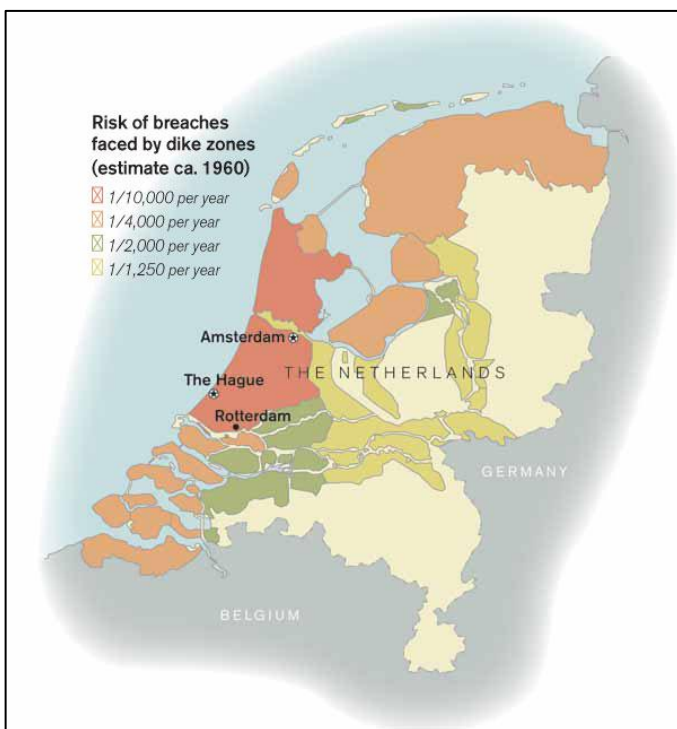 Risk of breaches
faced by dike zones
(estimate ca. 1960)
1/10,000 per year
1/4,000 per year
1/2,000 per year
1/1,250 per year
Amsterdam
THE NETHERLANDS
The Hague
Rotterdam
GERMANY
BELGIUM